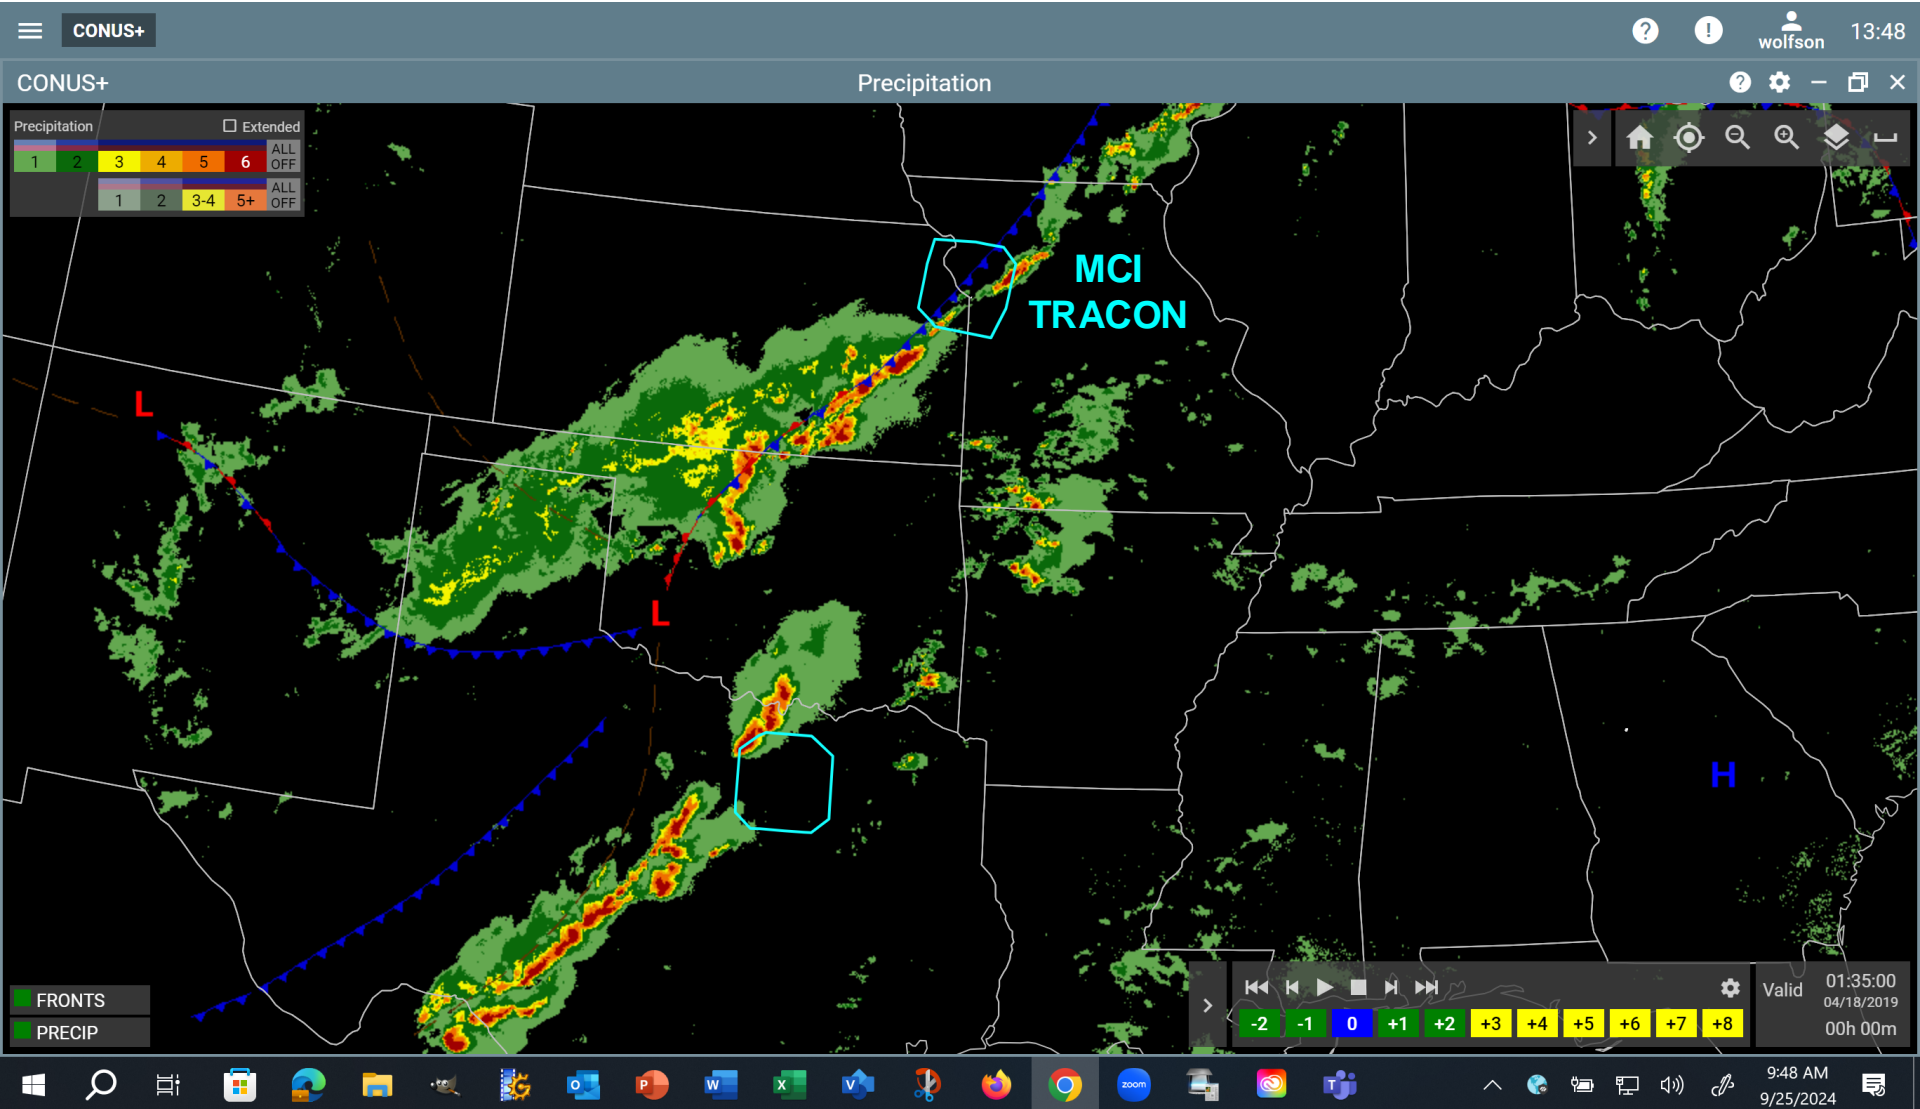 CONUS+
wolfson
13:48
CONUS+
Precipitation
Precipitation
Extended
1 2 3 4 5 6
ALL
OFF
1 2 3-4 5+
ALL
OFF
MCI
TRACON
L
L
H
FRONTS
PRECIP
-2 -1 0 +1 +2 +3 +4 +5 +6 +7 +8
Valid
01:35:00
04/18/2019
00h 00m
zoom
9:48 AM
9/25/2024